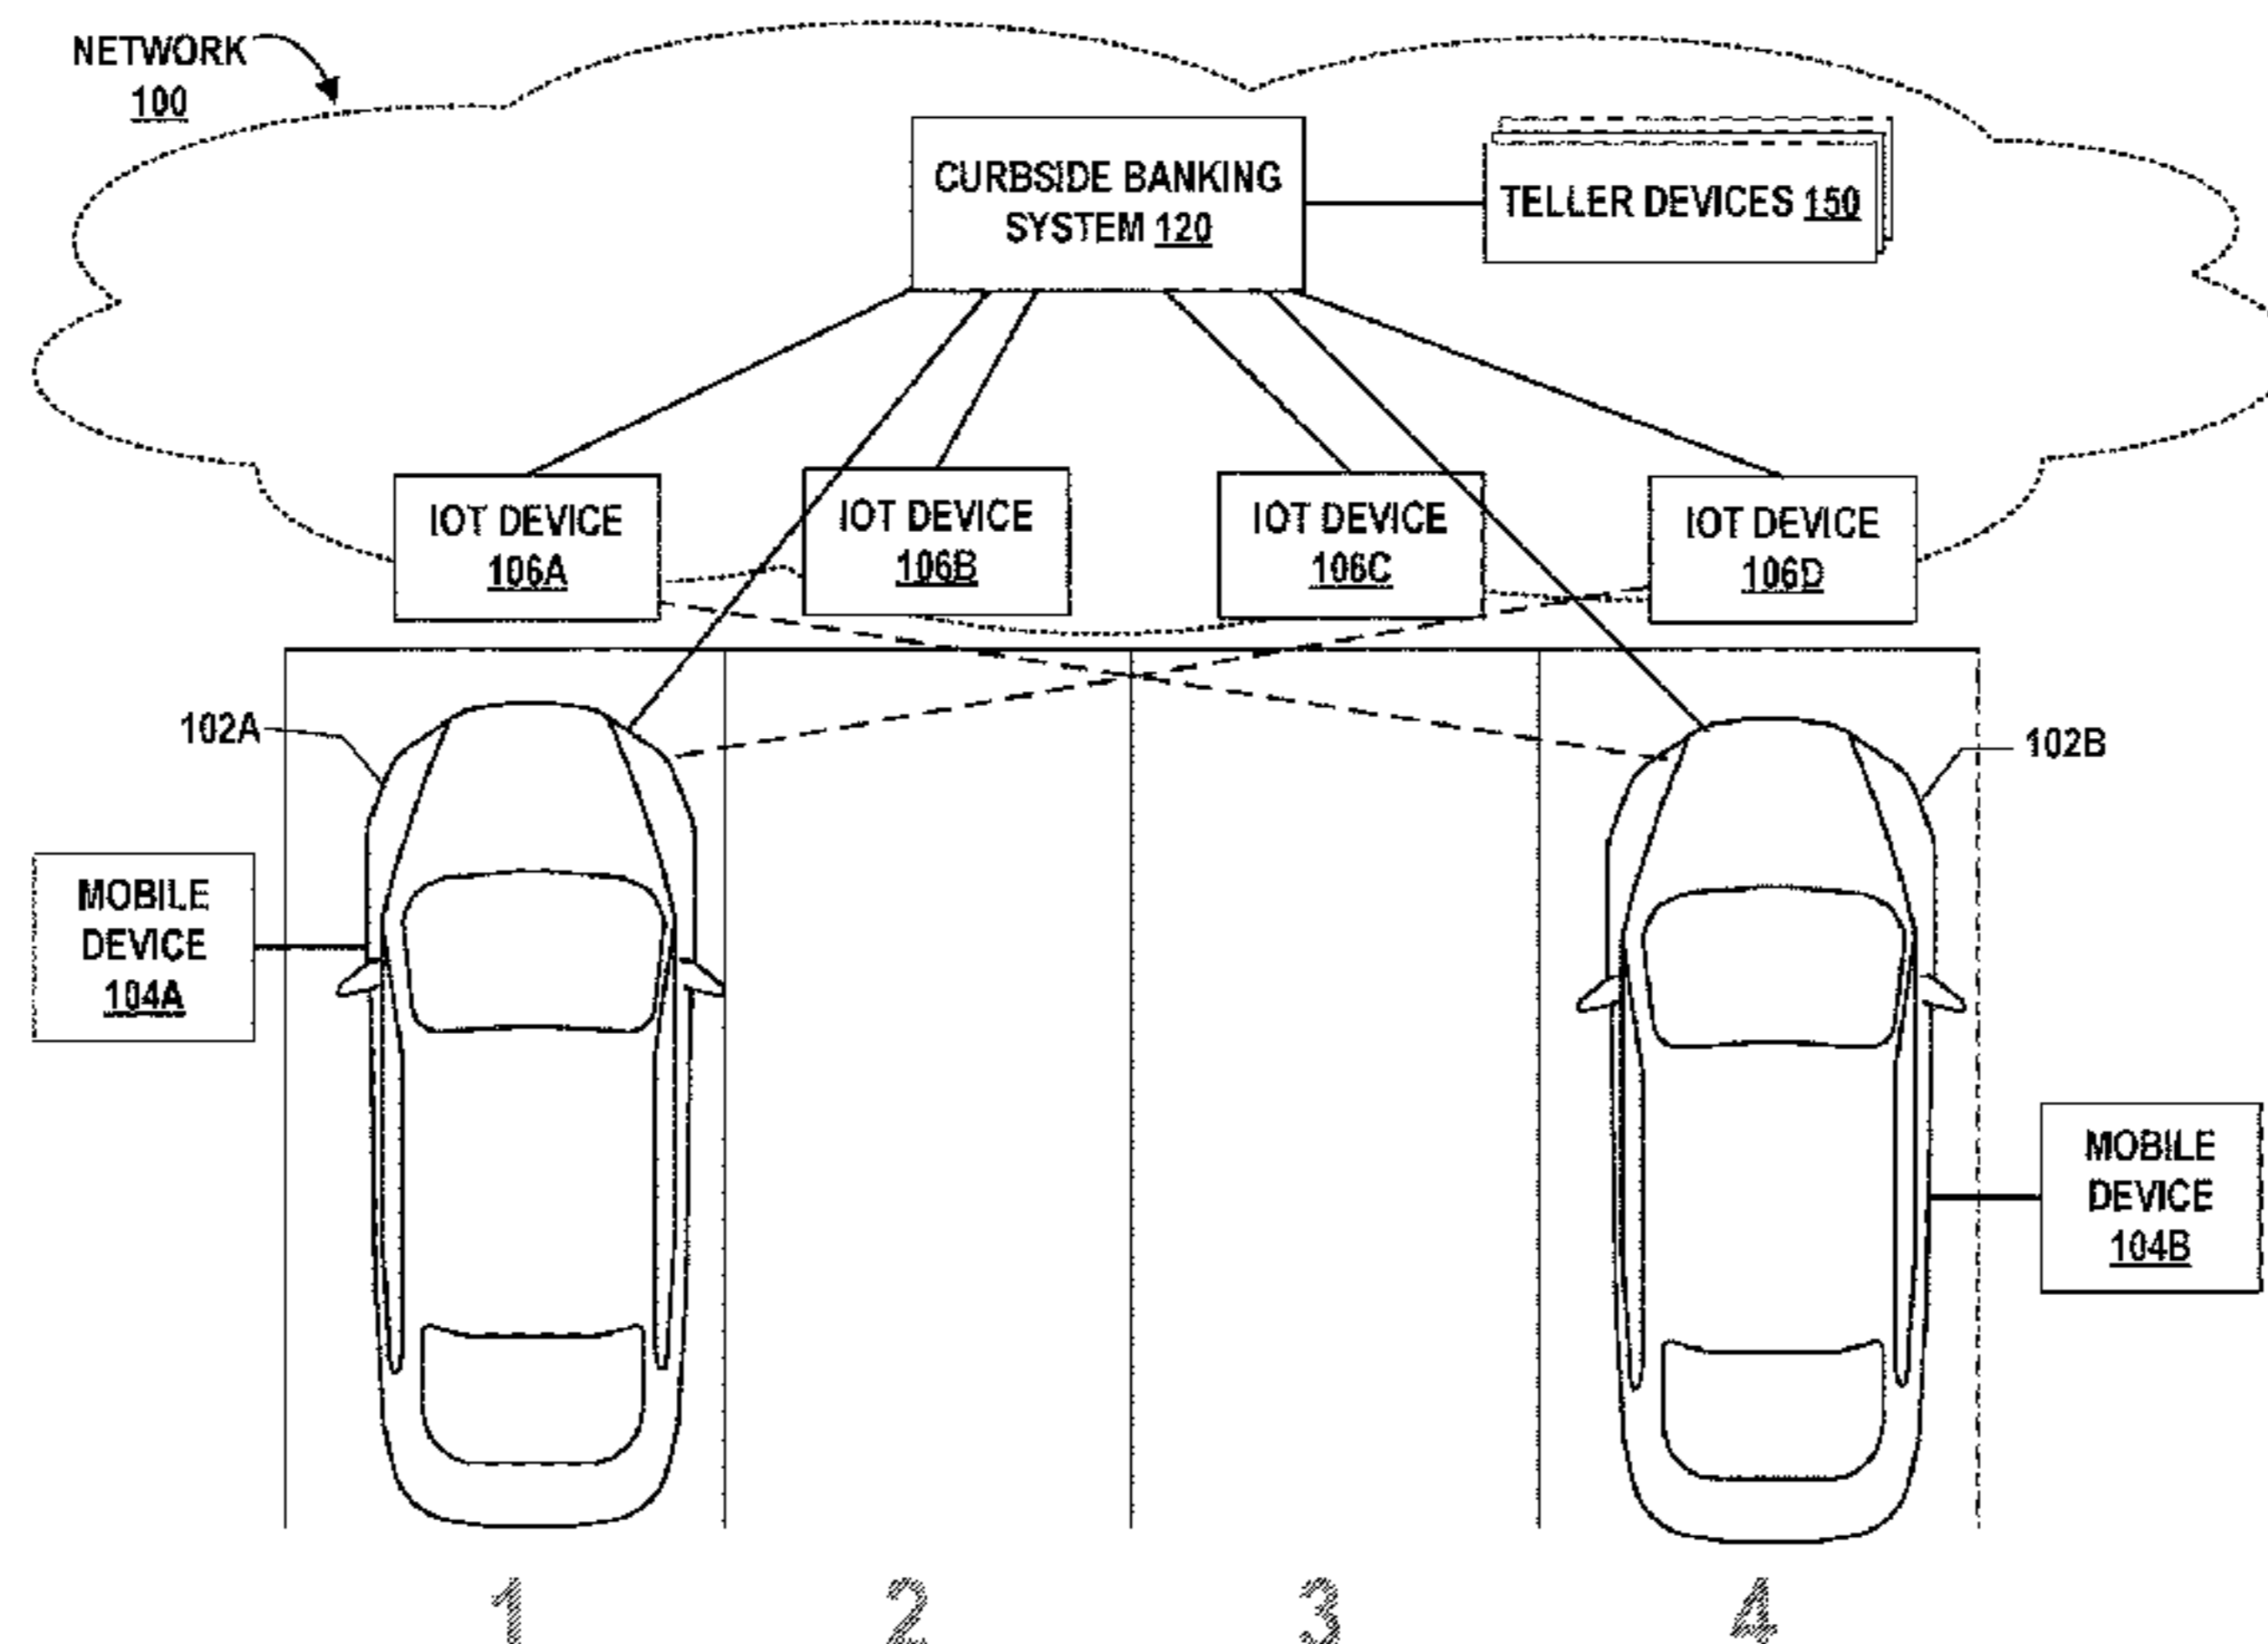 NETWORK
100
CURBSIDE BANKING
SYSTEM 120
TELLER DEVICES 150
IOT DEVICE
106A
IOT DEVICE
106B
IOT DEVICE
106C
IOT DEVICE
106D
102A
102B
MOBILE
DEVICE
104A
MOBILE
DEVICE
104B
1 2 3 4